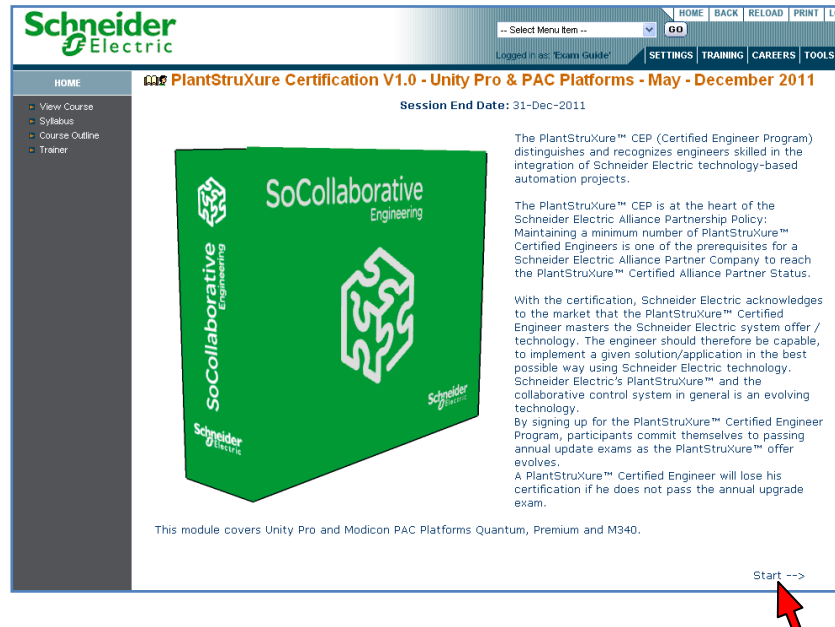 Schneider
Electric
-- Select Menu Item --
GO
HOME BACK RELOAD PRINT
Logged in as: 'Exam Guide'
SETTINGS TRAINING CAREERS TOOLS
HOME
View Course
Syllabus
Course Outline
Trainer
PlantStruXure Certification V1.0 - Unity Pro & PAC Platforms - May - December 2011
Session End Date: 31-Dec-2011
SoCollaborative
Engineering
SoCollaborative
Engineering
Schneider
Electric
Schneider
Electric
The PlantStruXure™ CEP (Certified Engineer Program)
distinguishes and recognizes engineers skilled in the
integration of Schneider Electric technology-based
automation projects.
The PlantStruXure™ CEP is at the heart of the
Schneider Electric Alliance Partnership Policy:
Maintaining a minimum number of PlantStruXure™
Certified Engineers is one of the prerequisites for a
Schneider Electric Alliance Partner Company to reach
the PlantStruXure™ Certified Alliance Partner Status.
With the certification, Schneider Electric acknowledges
to the market that the PlantStruXure™ Certified
Engineer masters the Schneider Electric system offer /
technology. The engineer should therefore be capable,
to implement a given solution/application in the best
possible way using Schneider Electric technology.
Schneider Electric's PlantStruXure™ and the
collaborative control system in general is an evolving
technology.
By signing up for the PlantStruXure™ Certified Engineer
Program, participants commit themselves to passing
annual update exams as the PlantStruXure™ offer
evolves.
A PlantStruXure™ Certified Engineer will lose his
certification if he does not pass the annual upgrade
exam.
This module covers Unity Pro and Modicon PAC Platforms Quantum, Premium and M340.
Start -->